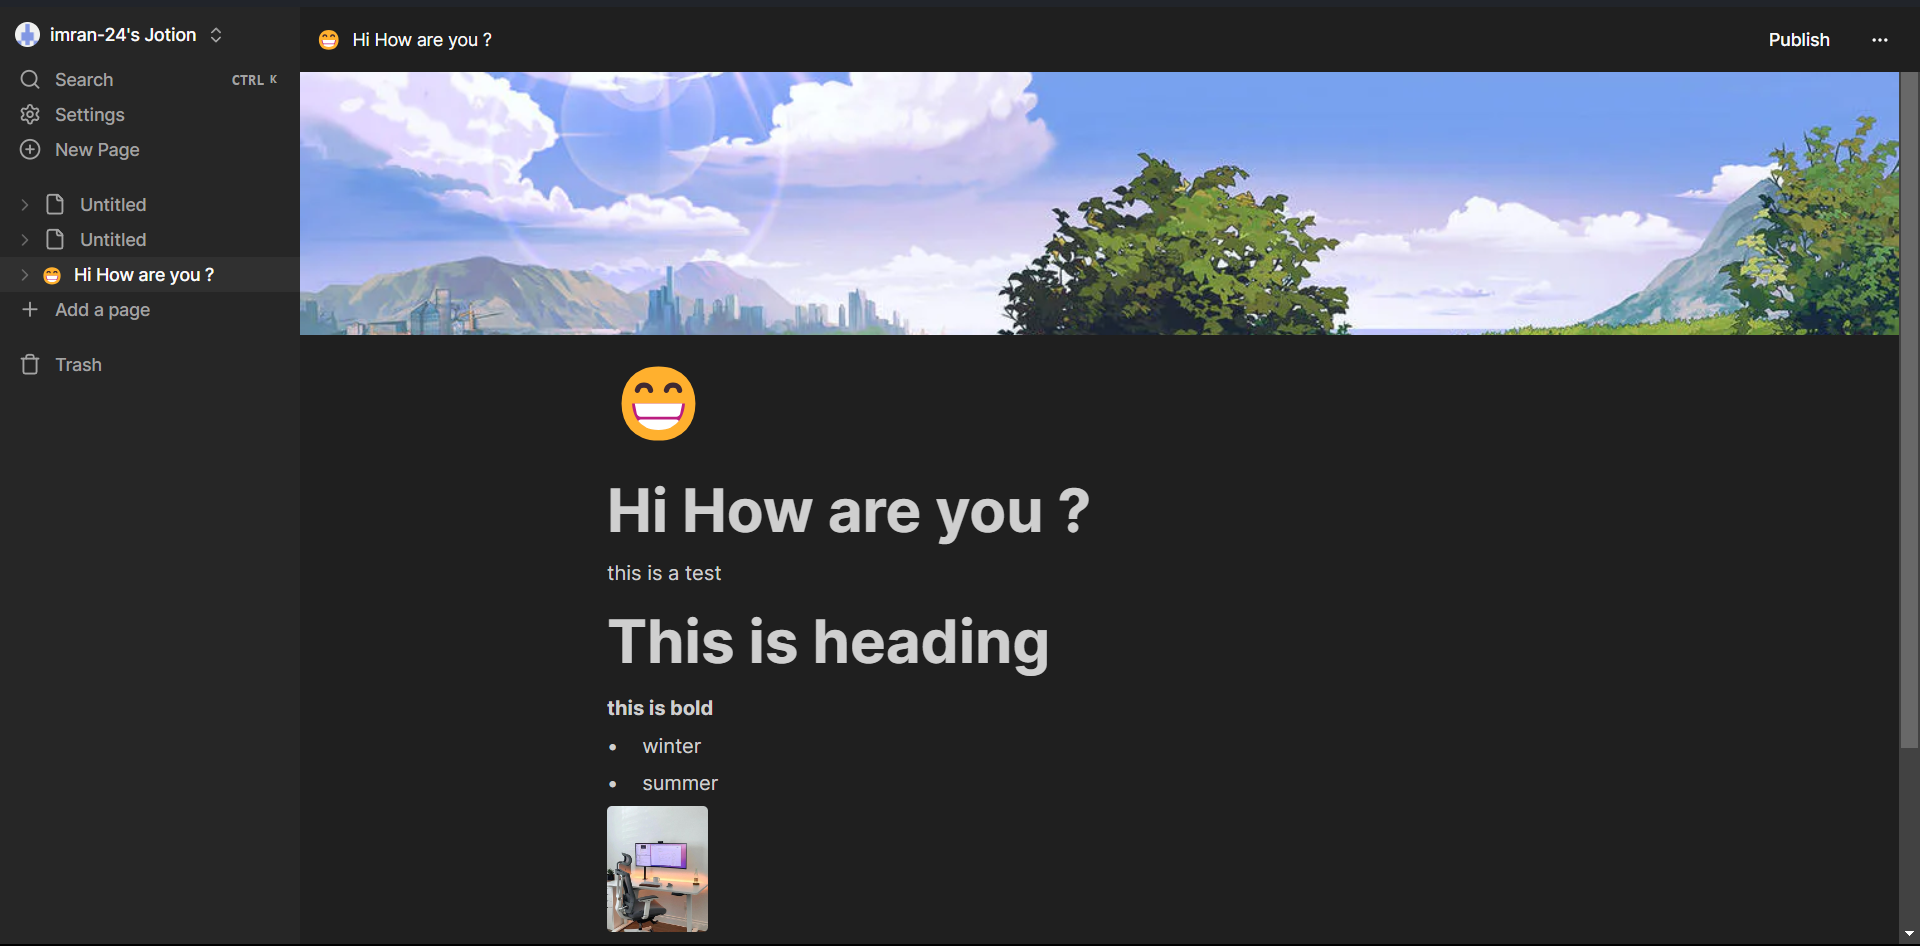 imran-24's Jotion
Search CTRL K
Settings
New Page
Untitled
Untitled
Hi How are you ?
Add a page
Trash
Hi How are you ?
Publish
Hi How are you ?
this is a test
This is heading
this is bold
• winter
• summer